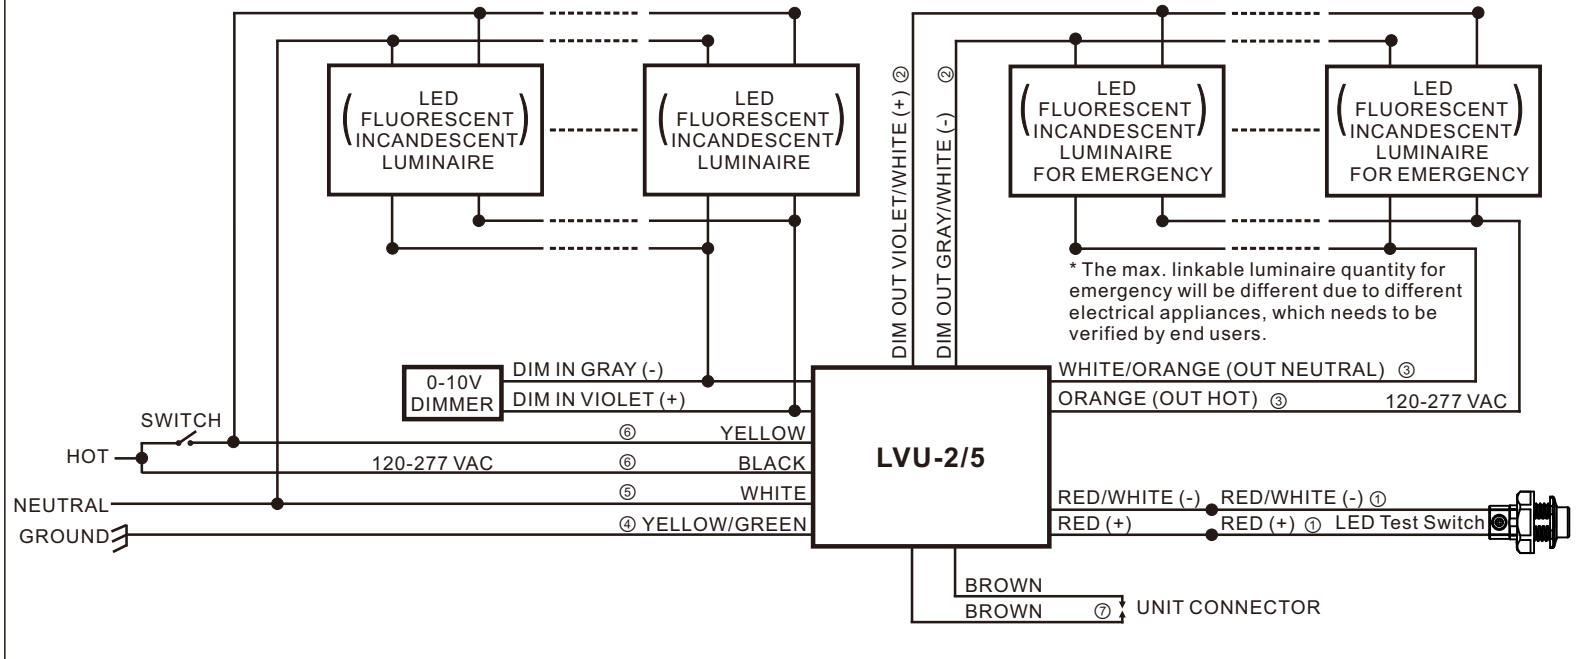 LED
FLUORESCENT
INCANDESCENT
LUMINAIRE
LED
FLUORESCENT
INCANDESCENT
LUMINAIRE
DIM OUT VIOLET/WHITE (+) ②
DIM OUT GRAY/WHITE (-) ②
LED
FLUORESCENT
INCANDESCENT
LUMINAIRE
FOR EMERGENCY
LED
FLUORESCENT
INCANDESCENT
LUMINAIRE
FOR EMERGENCY
* The max. linkable luminaire quantity for
emergency will be different due to different
electrical appliances, which needs to be
verified by end users.
0-10V
DIMMER
DIM IN GRAY (-)
DIM IN VIOLET (+)
WHITE/ORANGE (OUT NEUTRAL) ③
ORANGE (OUT HOT) ③ 120-277 VAC
SWITCH
⑥ YELLOW
HOT
120-277 VAC ⑥ BLACK
LVU-2/5
NEUTRAL ⑤ WHITE
GROUND ④ YELLOW/GREEN
RED/WHITE (-) RED/WHITE (-) ①
RED (+) RED (+) ① LED Test Switch
BROWN
BROWN ⑦ UNIT CONNECTOR